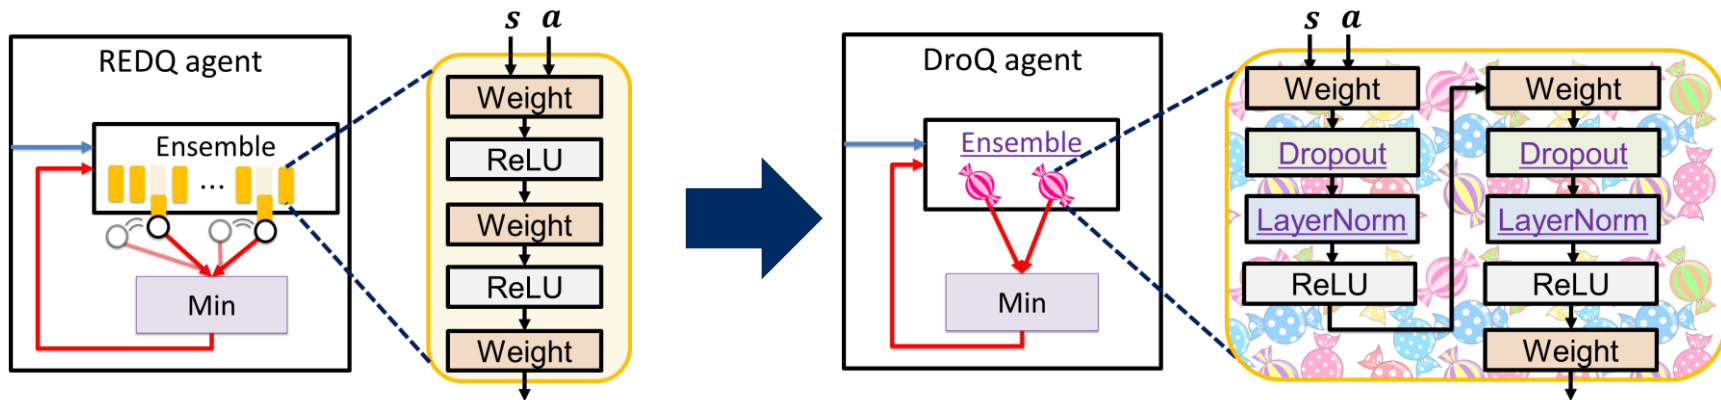 REDQ agent
Ensemble
...
Min
s a
Weight
ReLU
Weight
ReLU
Weight
DroQ agent
Ensemble
Min
s a
Weight
Dropout
LayerNorm
ReLU
Weight
Dropout
LayerNorm
ReLU
Weight